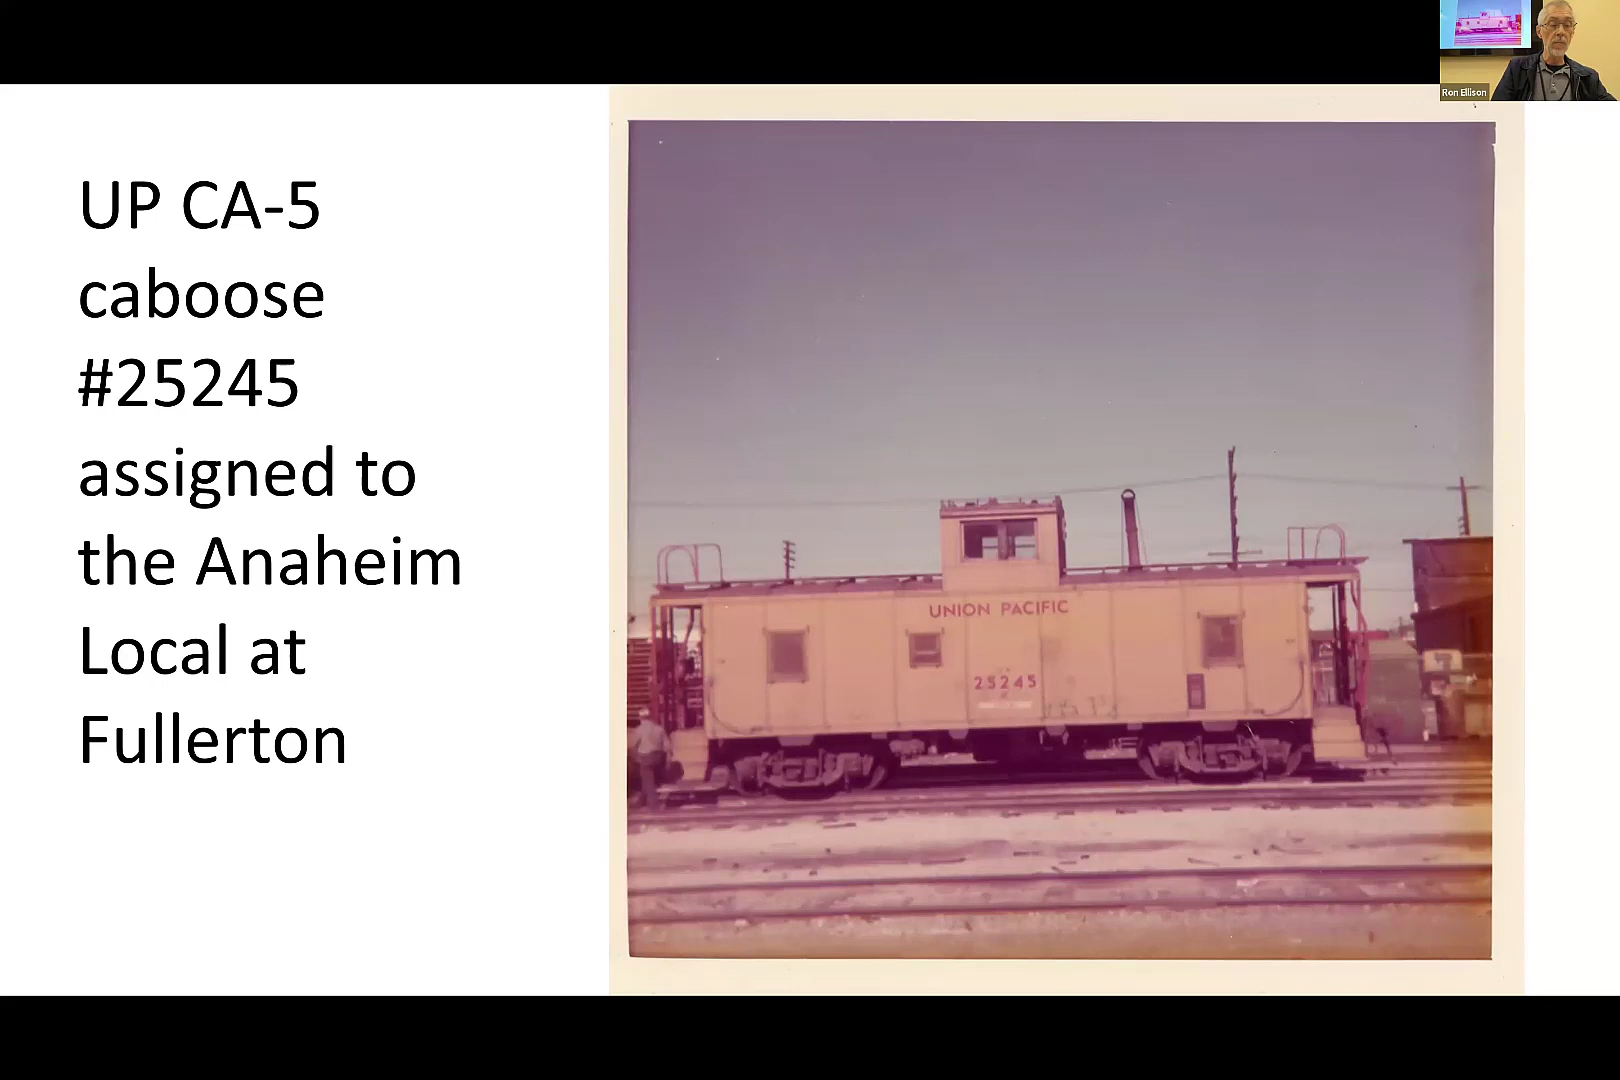 UP CA-5
caboose
#25245
assigned to
the Anaheim
Local at
Fullerton
UNION PACIFIC
25245
Ron Ellison